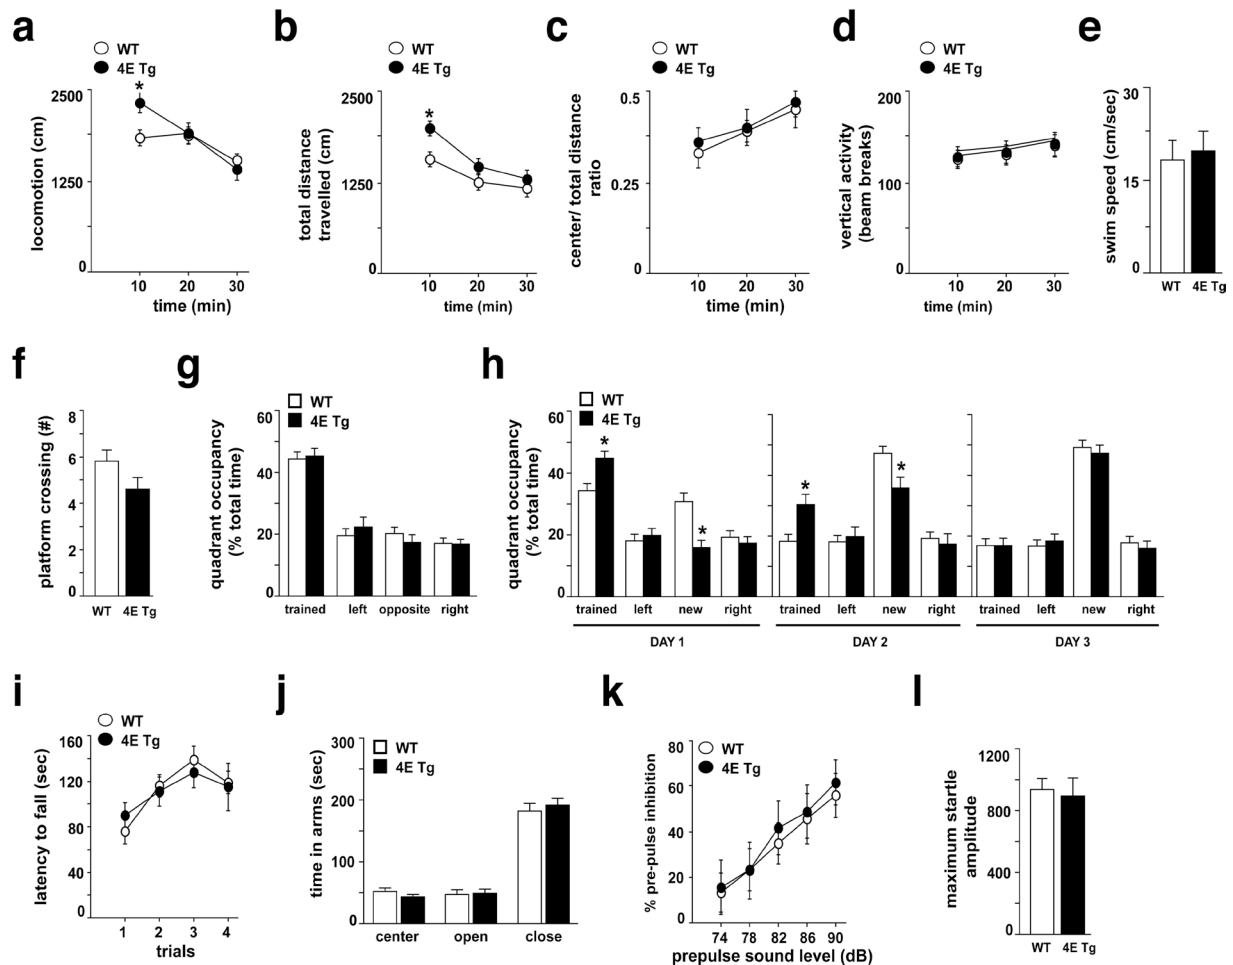 a
WT
4E Tg
*
2500
1250
0
locomotion (cm)
10 20 30
time (min)
b
WT
4E Tg
*
2500
1250
0
total distance
travelled (cm)
10 20 30
time (min)
c
WT
4E Tg
0.5
0.25
0
center/ total distance
ratio
10 20 30
time (min)
d
WT
4E Tg
200
100
0
vertical activity
(beam breaks)
10 20 30
time (min)
e
30
15
0
swim speed (cm/sec)
WT 4E Tg
f
8
6
4
2
0
platform crossing (#)
WT 4E Tg
g
WT
4E Tg
60
40
20
0
quadrant occupancy
(% total time)
trained left opposite right
h
WT
4E Tg
60
40
20
0
quadrant occupancy
(% total time)
* *
trained left new right
DAY 1
* *
trained left new right
DAY 2
trained left new right
DAY 3
i
WT
4E Tg
160
120
80
40
0
latency to fall (sec)
1 2 3 4
trials
j
WT
4E Tg
300
200
100
0
time in arms (sec)
center open close
k
WT
4E Tg
80
60
40
20
0
% pre-pulse inhibition
74 78 82 86 90
prepulse sound level (dB)
l
1200
800
400
0
maximum startle
amplitude
WT 4E Tg